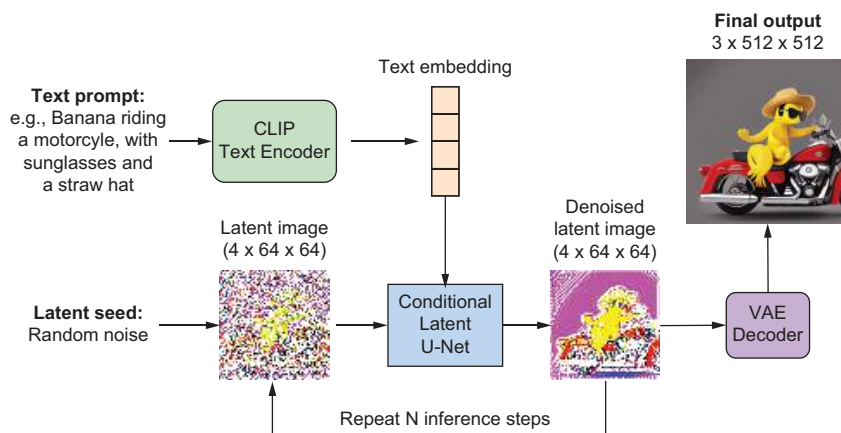 Final output
3 x 512 x 512
Text embedding
Text prompt:
e.g., Banana riding
a motorcyle, with
sunglasses and
a straw hat
CLIP
Text Encoder
Latent image
(4 x 64 x 64)
Denoised
latent image
(4 x 64 x 64)
Latent seed:
Random noise
Conditional
Latent
U-Net
VAE
Decoder
Repeat N inference steps